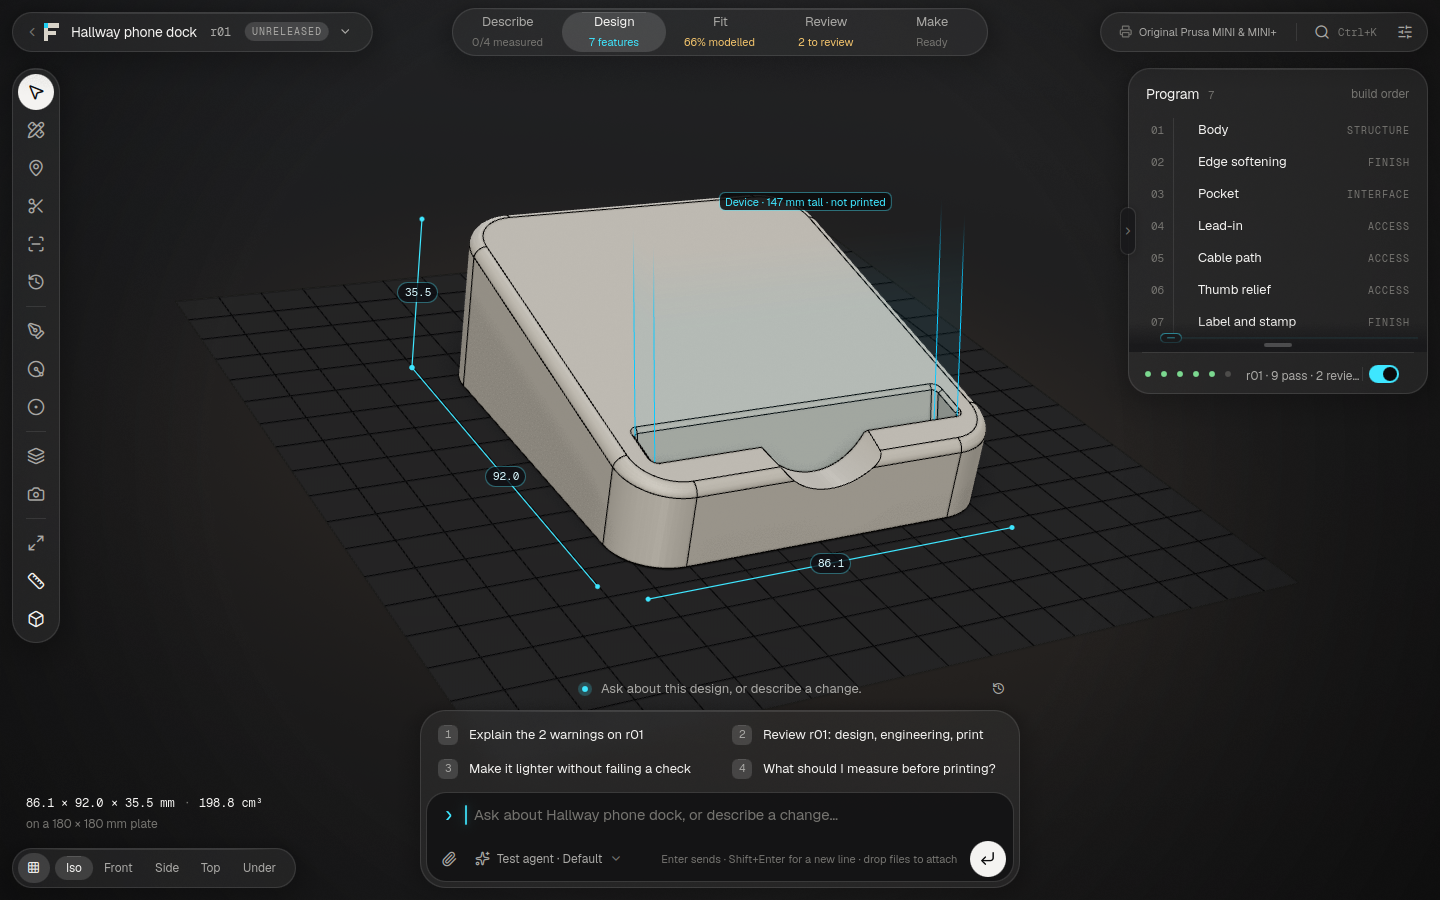 Hallway phone dock r01 UNRELEASED
Describe
0/4 measured
Design
7 features
Fit
66% modelled
Review
2 to review
Make
Ready
Original Prusa MINI & MINI+
Ctrl+K
Program 7 build order
01 Body STRUCTURE
02 Edge softening FINISH
03 Pocket INTERFACE
04 Lead-in ACCESS
05 Cable path ACCESS
06 Thumb relief ACCESS
07 Label and stamp FINISH
r01 · 9 pass · 2 revie...
Device · 147 mm tall · not printed
35.5
92.0
86.1
Ask about this design, or describe a change.
1 Explain the 2 warnings on r01
2 Review r01: design, engineering, print
3 Make it lighter without failing a check
4 What should I measure before printing?
Ask about Hallway phone dock, or describe a change...
Test agent · Default
Enter sends · Shift+Enter for a new line · drop files to attach
86.1 × 92.0 × 35.5 mm · 198.8 cm³
on a 180 × 180 mm plate
Iso Front Side Top Under